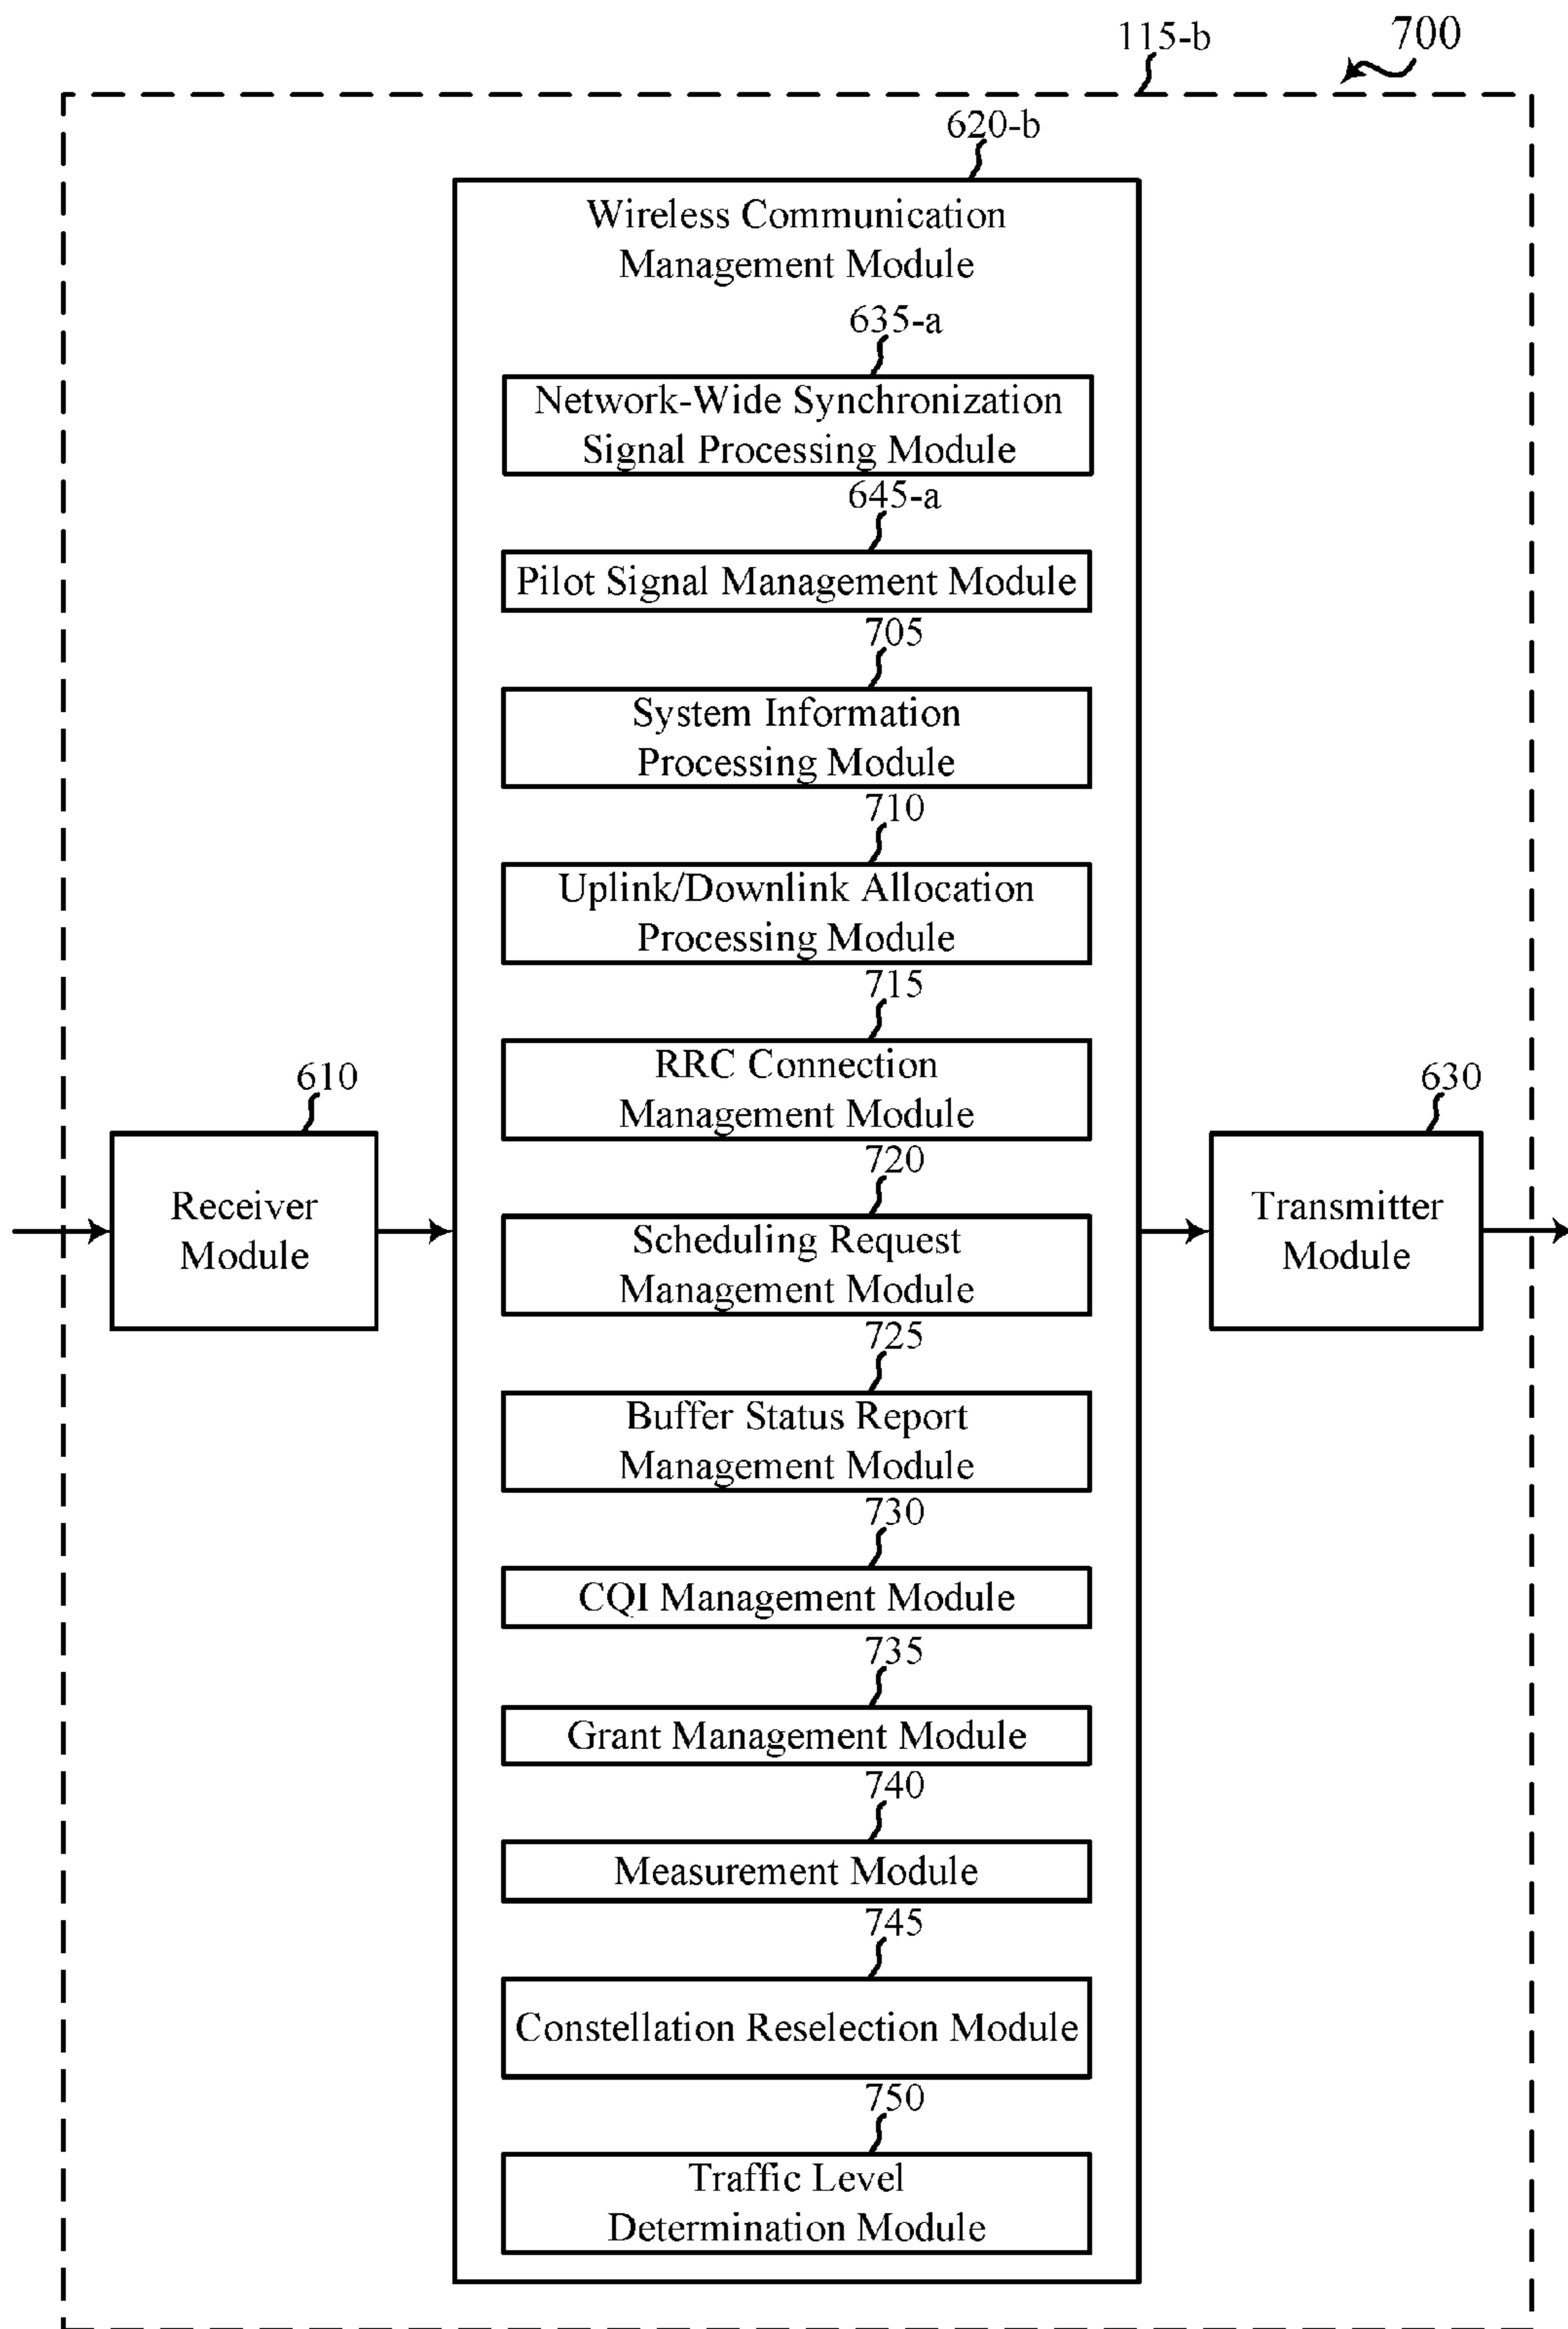 700
115-b
620-b
Wireless Communication
Management Module
635-a
Network-Wide Synchronization
Signal Processing Module
645-a
Pilot Signal Management Module
705
System Information
Processing Module
710
Uplink/Downlink Allocation
Processing Module
715
RRC Connection
Management Module
610
Receiver
Module
630
Transmitter
Module
720
Scheduling Request
Management Module
725
Buffer Status Report
Management Module
730
CQI Management Module
735
Grant Management Module
740
Measurement Module
745
Constellation Reselection Module
750
Traffic Level
Determination Module